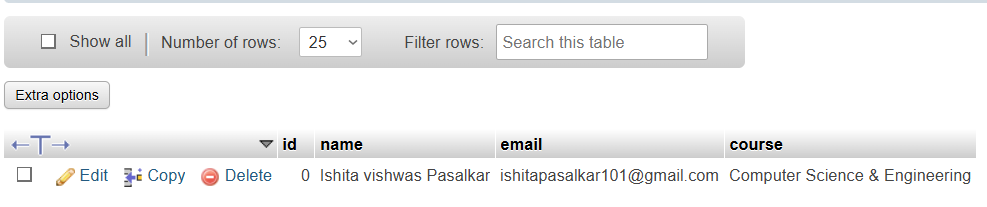 Show all Number of rows: 25 Filter rows: Search this table
Extra options
id name email course
Edit Copy Delete 0 Ishita vishwas Pasalkar ishitapasalkar101@gmail.com Computer Science & Engineering